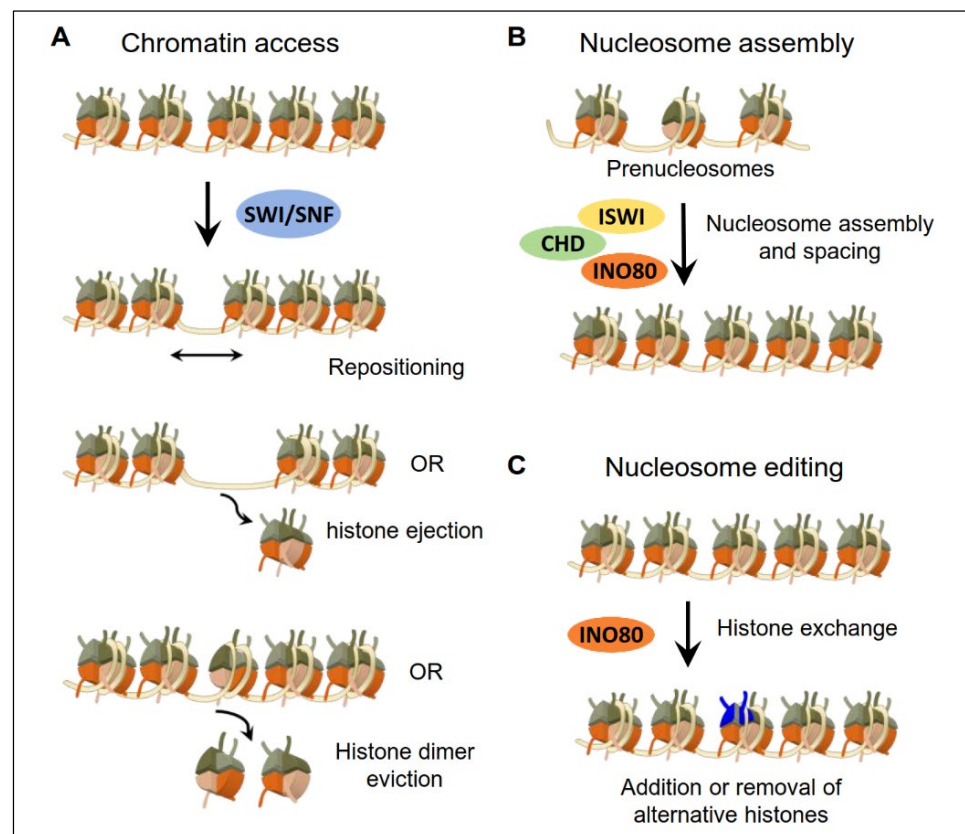 A Chromatin access
SWI/SNF
Repositioning
OR
histone ejection
OR
Histone dimer
eviction
B Nucleosome assembly
Prenucleosomes
ISWI
CHD
INO80
Nucleosome assembly
and spacing
C Nucleosome editing
INO80
Histone exchange
Addition or removal of
alternative histones